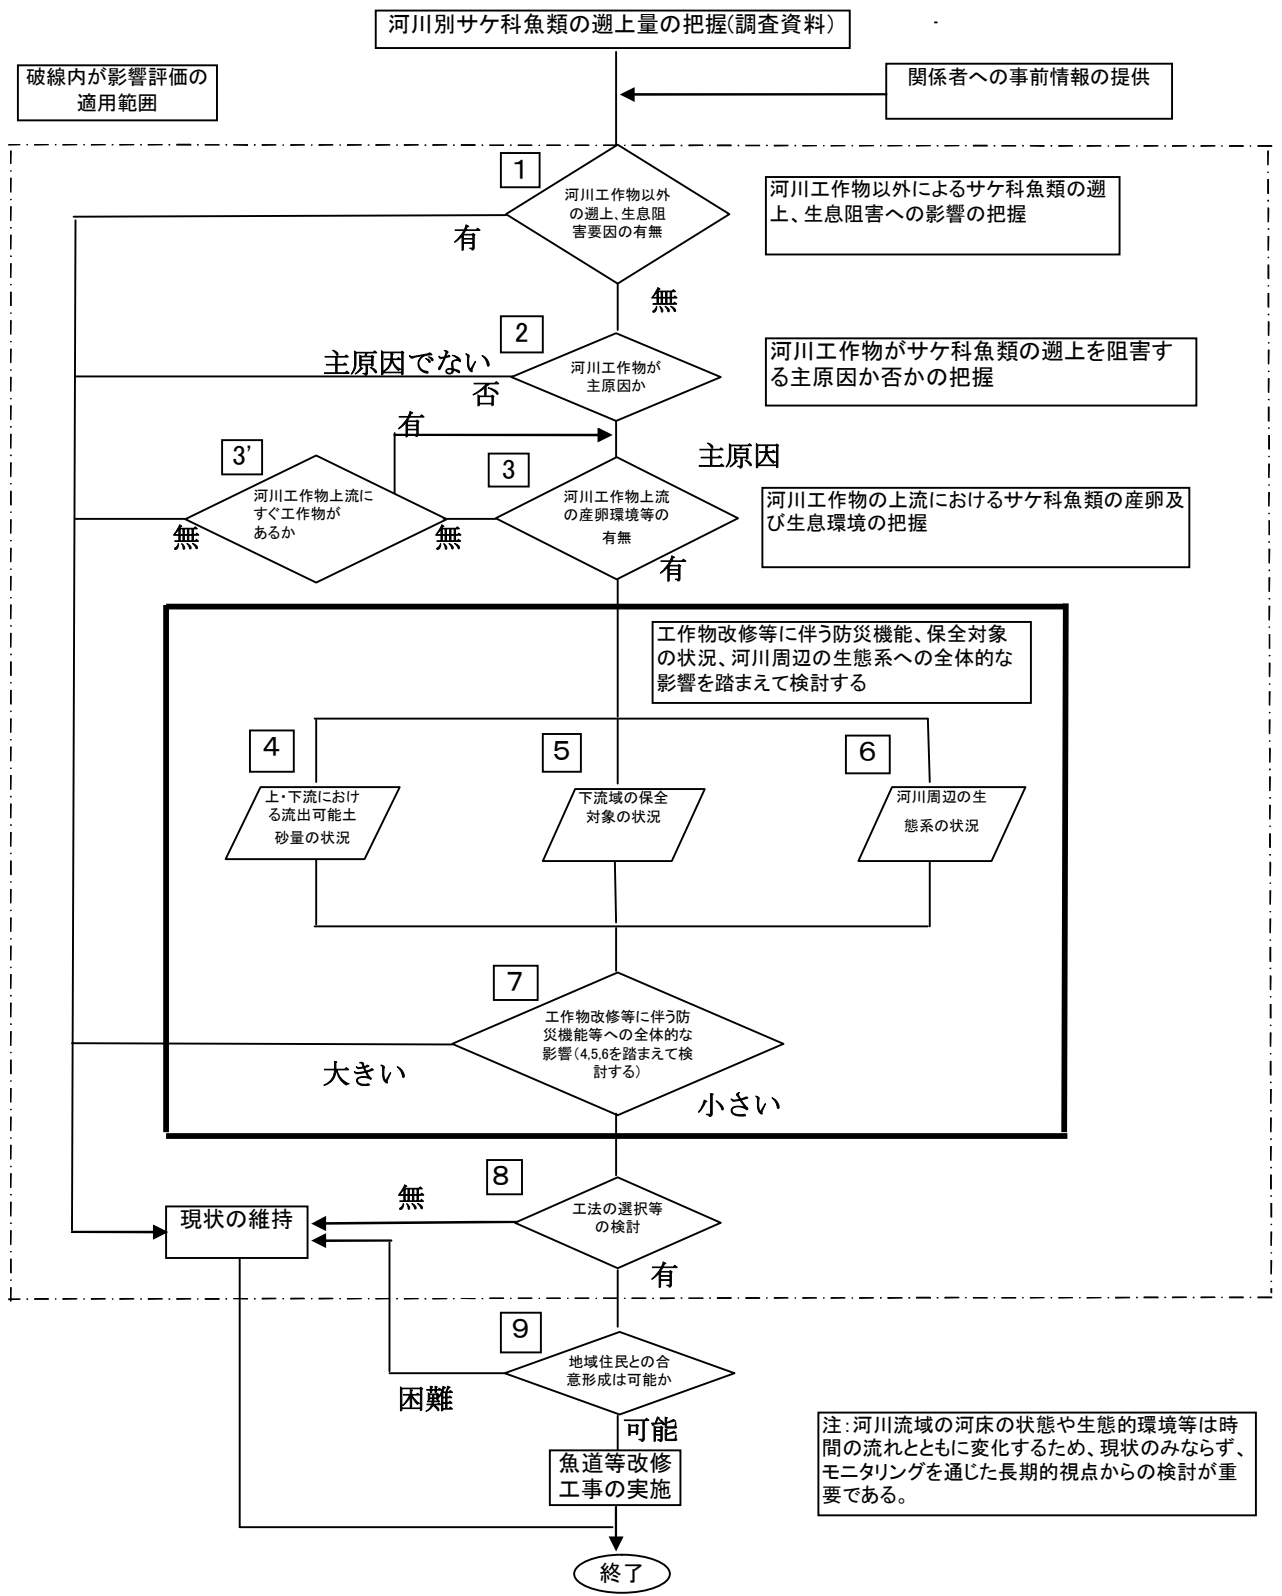 河川別サケ科魚類の遡上量の把握(調査資料)
破線内が影響評価の
適用範囲
関係者への事前情報の提供
1
河川工作物以外
の遡上、生息阻
害要因の有無
河川工作物以外によるサケ科魚類の遡
上、生息阻害への影響の把握
有
無
2
河川工作物が
主原因か
主原因でない
否
河川工作物がサケ科魚類の遡上を阻害す
る主原因か否かの把握
有
主原因
3'
河川工作物上流に
すぐ工作物が
あるか
無
無
3
河川工作物上流
の産卵環境等の
有無
有
河川工作物の上流におけるサケ科魚類の産卵及
び生息環境の把握
工作物改修等に伴う防災機能、保全対象
の状況、河川周辺の生態系への全体的な
影響を踏まえて検討する
4
上・下流におけ
る流出可能土
砂量の状況
5
下流域の保全
対象の状況
6
河川周辺の生
態系の状況
7
工作物改修等に伴う防
災機能等への全体的な
影響(4,5,6を踏まえて検
討する)
大きい
小さい
8
工法の選択等
の検討
無
現状の維持
有
9
地域住民との合
意形成は可能か
困難
可能
魚道等改修
工事の実施
注:河川流域の河床の状態や生態的環境等は時
間の流れとともに変化するため、現状のみならず、
モニタリングを通じた長期的視点からの検討が重
要である。
終了